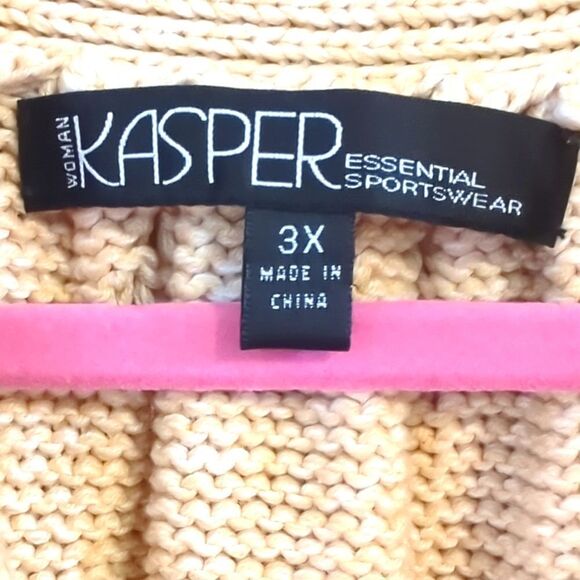 WOMAN
KASPER
ESSENTIAL
SPORTSWEAR
3X
MADE IN
CHINA